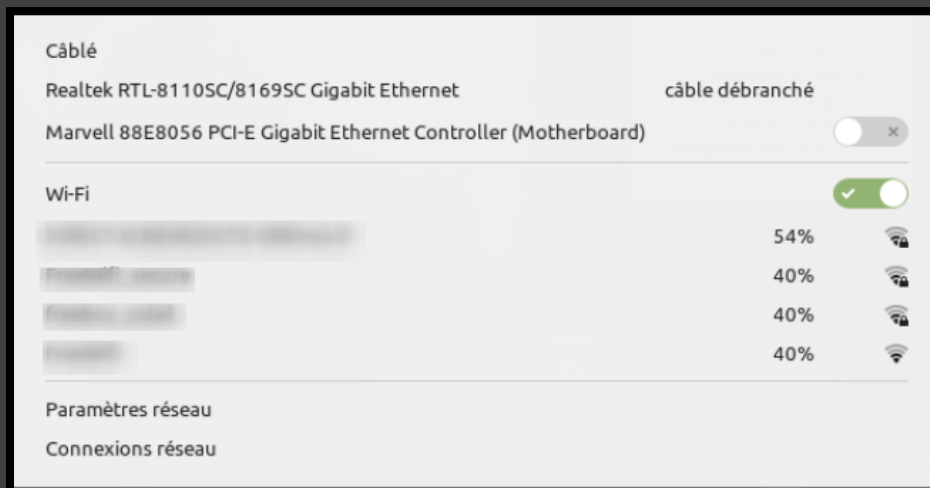 Câblé
Realtek RTL-8110SC/8169SC Gigabit Ethernet câble débranché
Marvell 88E8056 PCI-E Gigabit Ethernet Controller (Motherboard)
Wi-Fi
54%
40%
40%
40%
Paramètres réseau
Connexions réseau